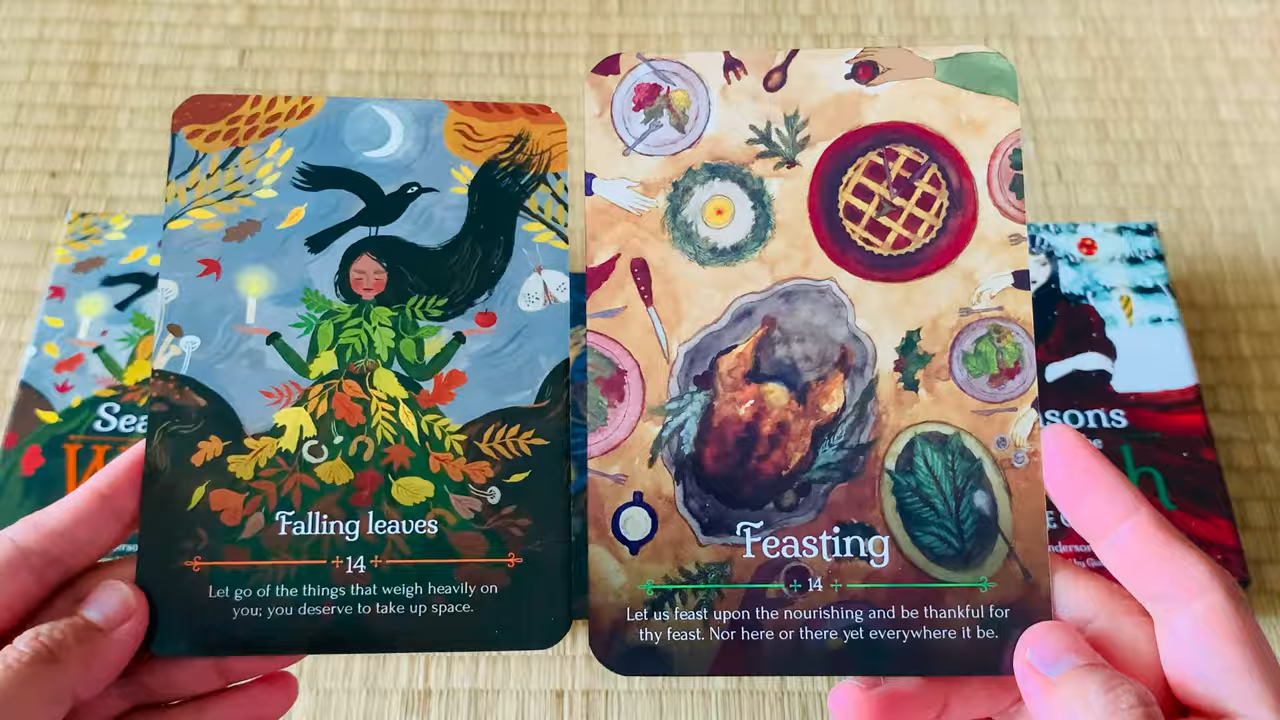 Falling leaves
14
Let go of the things that weigh heavily on
you; you deserve to take up space.
Feasting
14
Let us feast upon the nourishing and be thankful for
thy feast. Nor here or there yet everywhere it be.
Sea
W
sons
nderson